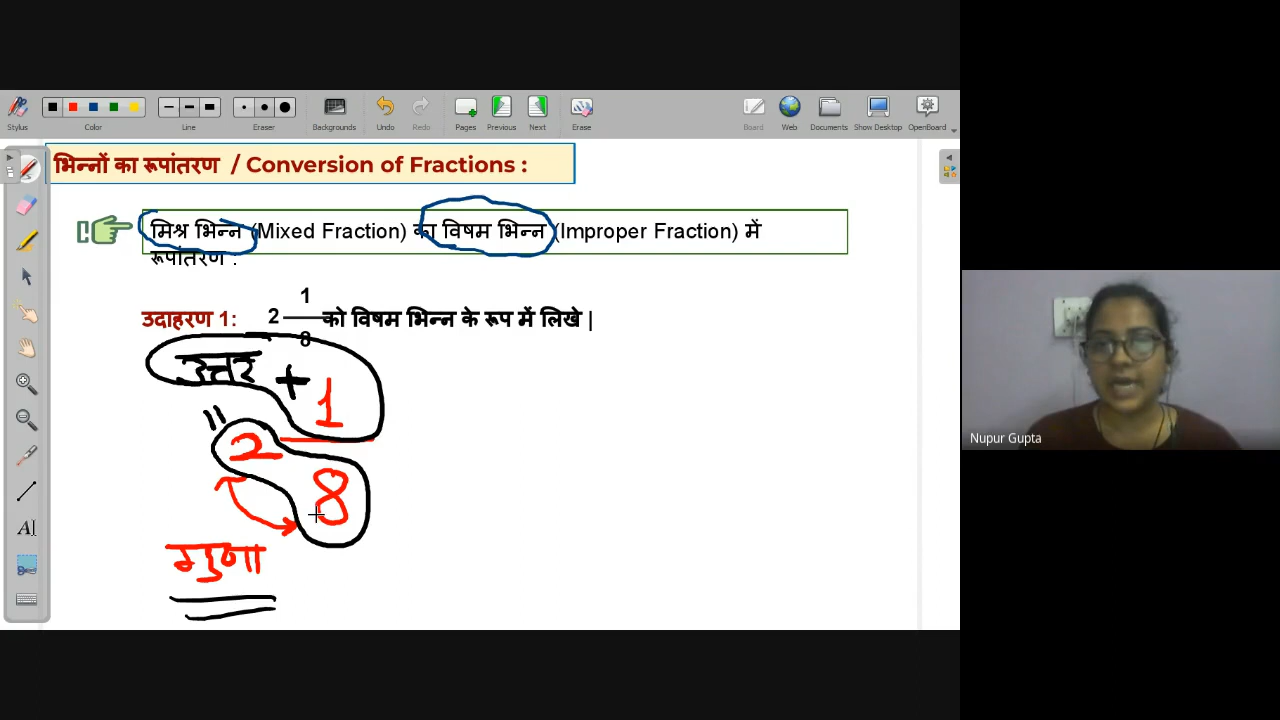 Stylus Color Line Eraser Backgrounds Undo Redo Pages Previous Next Erase Board Web Documents Show Desktop OpenBoard
भिन्नों का रूपांतरण / Conversion of Fractions :
मिश्र भिन्न (Mixed Fraction) का विषम भिन्न (Improper Fraction) में
रूपांतरण :
1
उदाहरण 1: 2 को विषम भिन्न के रूप में लिखे |
8
उत्तर
+ 1
2
8
गुणा
Nupur Gupta